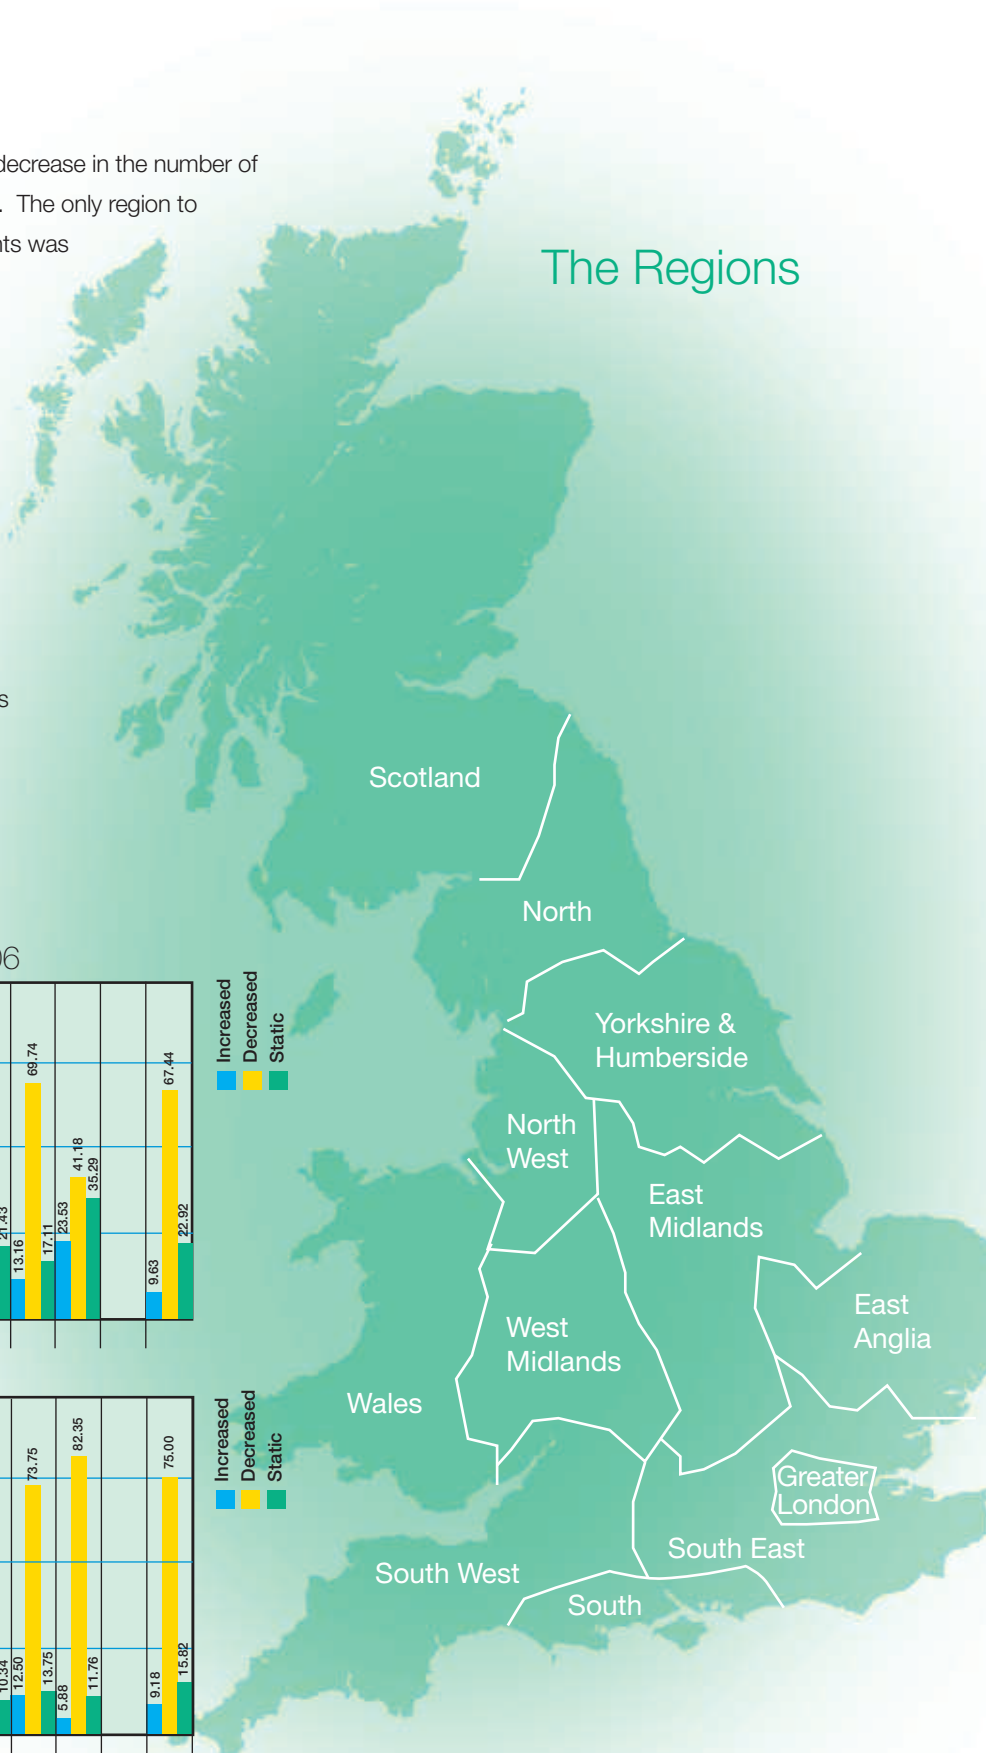 decrease in the number of
. The only region to
nts was
The Regions
s
Scotland
North
06
Increased
Decreased
Static
69.74
67.44
41.18
35.29
21.43
13.16
17.11
23.53
9.63
22.92
Yorkshire &
Humberside
North
West
East
Midlands
East
Anglia
West
Midlands
Wales
Increased
Decreased
Static
73.75
82.35
75.00
10.34
12.50
13.75
5.88
11.76
9.18
15.82
Greater
London
South East
South West
South